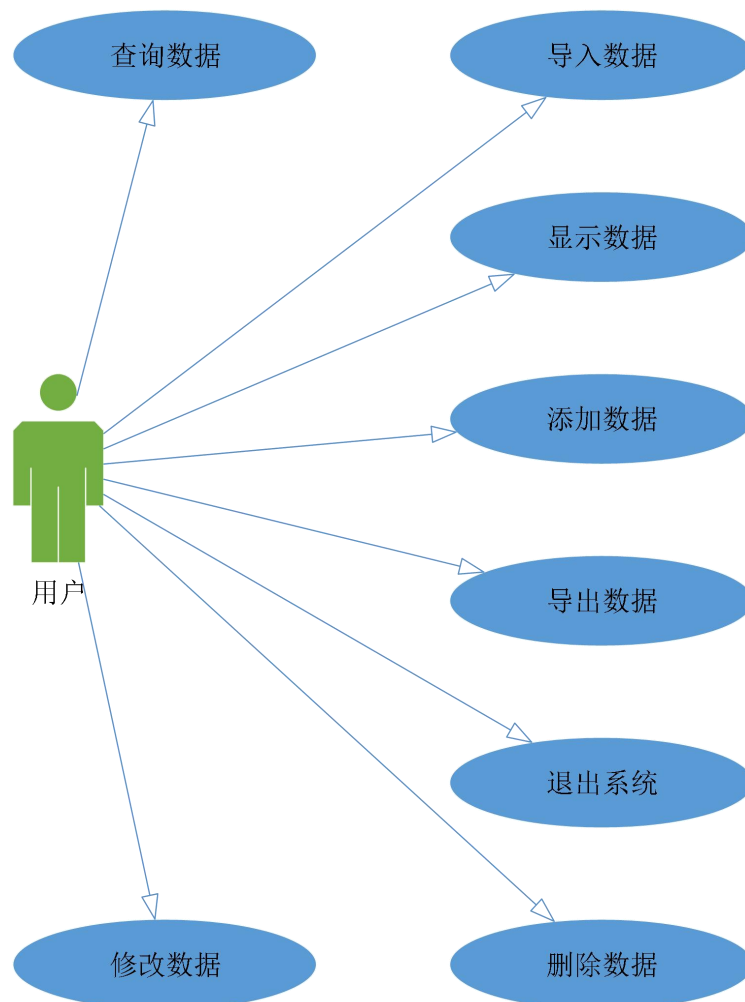 查询数据
导入数据
显示数据
添加数据
用户
导出数据
退出系统
修改数据
删除数据